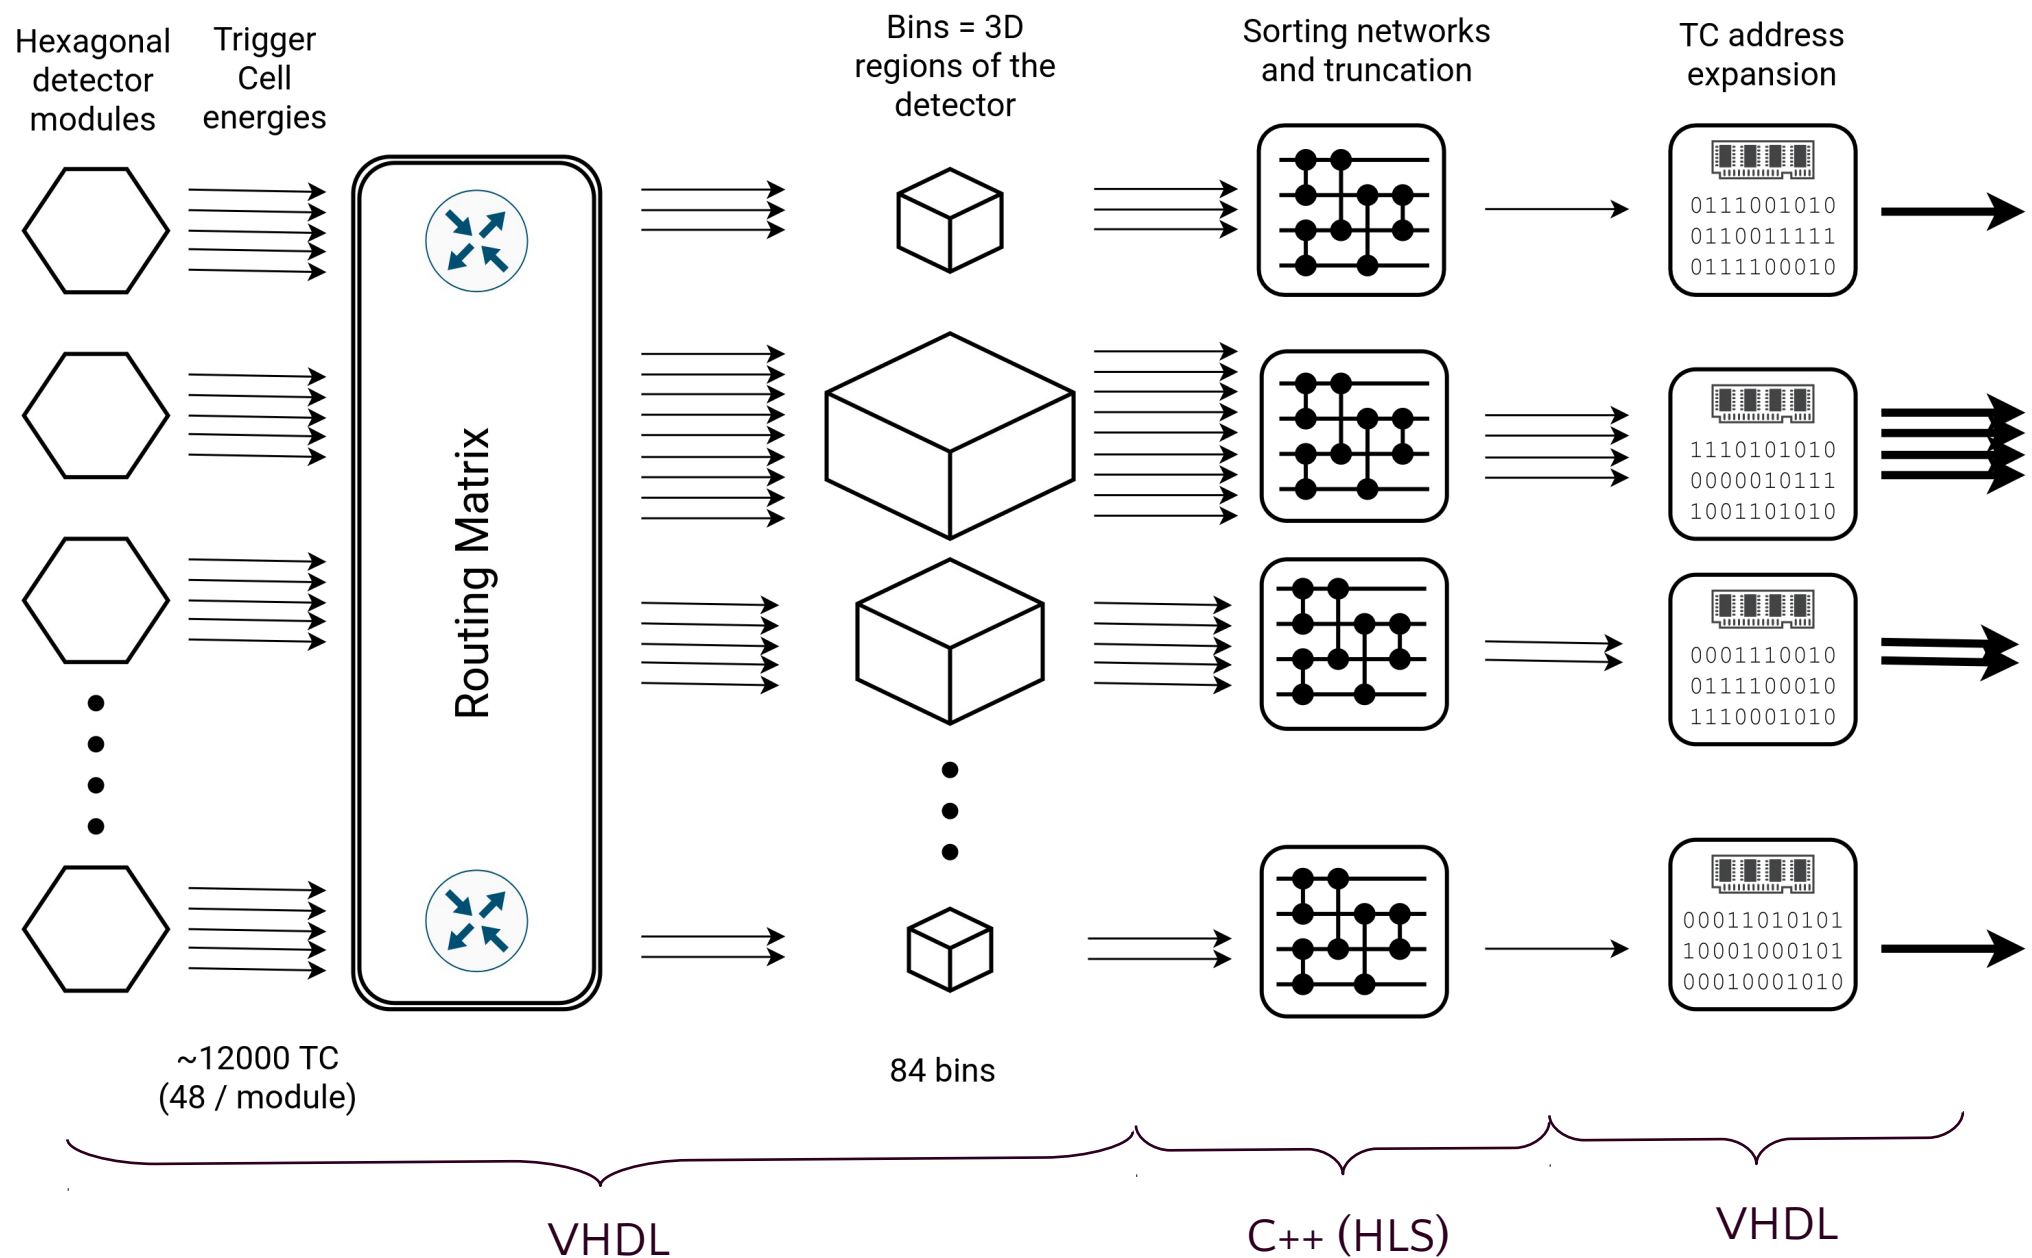 Hexagonal
detector
modules
Trigger
Cell
energies
Bins = 3D
regions of the
detector
Sorting networks
and truncation
TC address
expansion
Routing Matrix
0111001010
0110011111
0111100010
1110101010
0000010111
1001101010
0001110010
0111100010
1110001010
00011010101
10001000101
00010001010
~12000 TC
(48 / module)
84 bins
VHDL
C++ (HLS)
VHDL